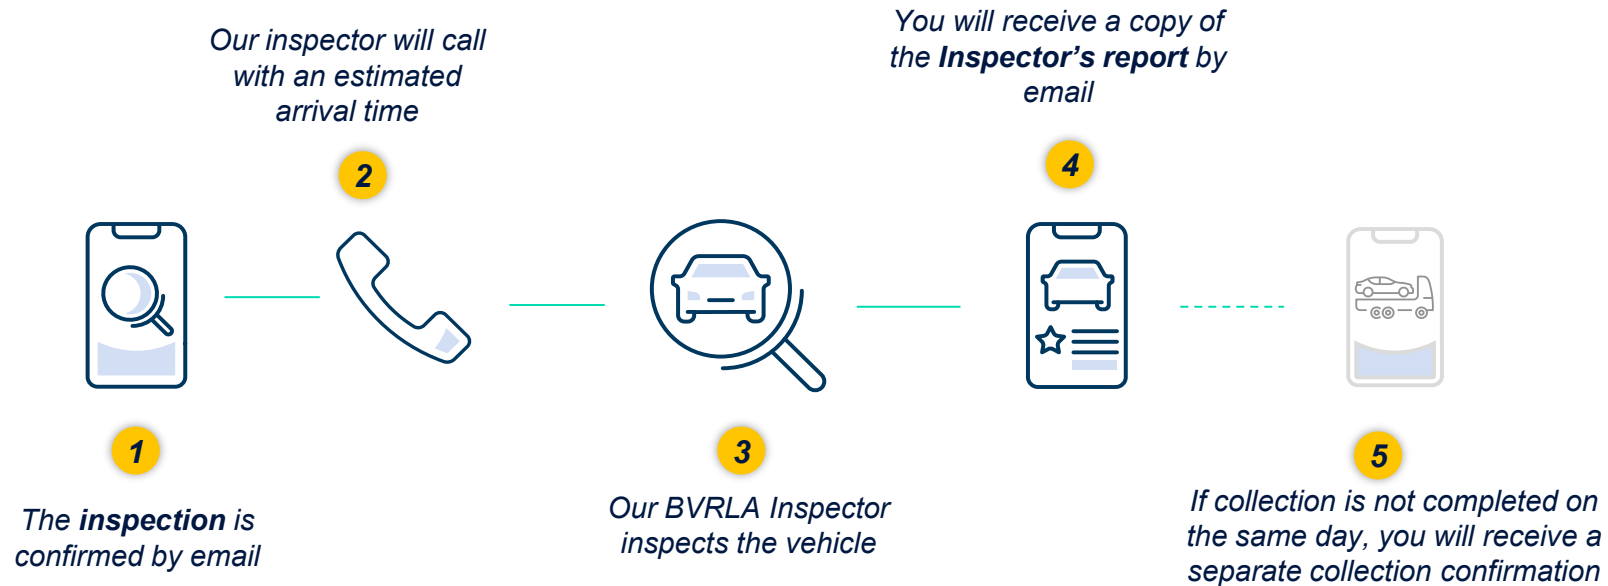 1
The inspection is
confirmed by email
Our inspector will call
with an estimated
arrival time
2
3
Our BVRLA Inspector
inspects the vehicle
You will receive a copy of
the Inspector’s report by
email
4
5
If collection is not completed on
the same day, you will receive a
separate collection confirmation